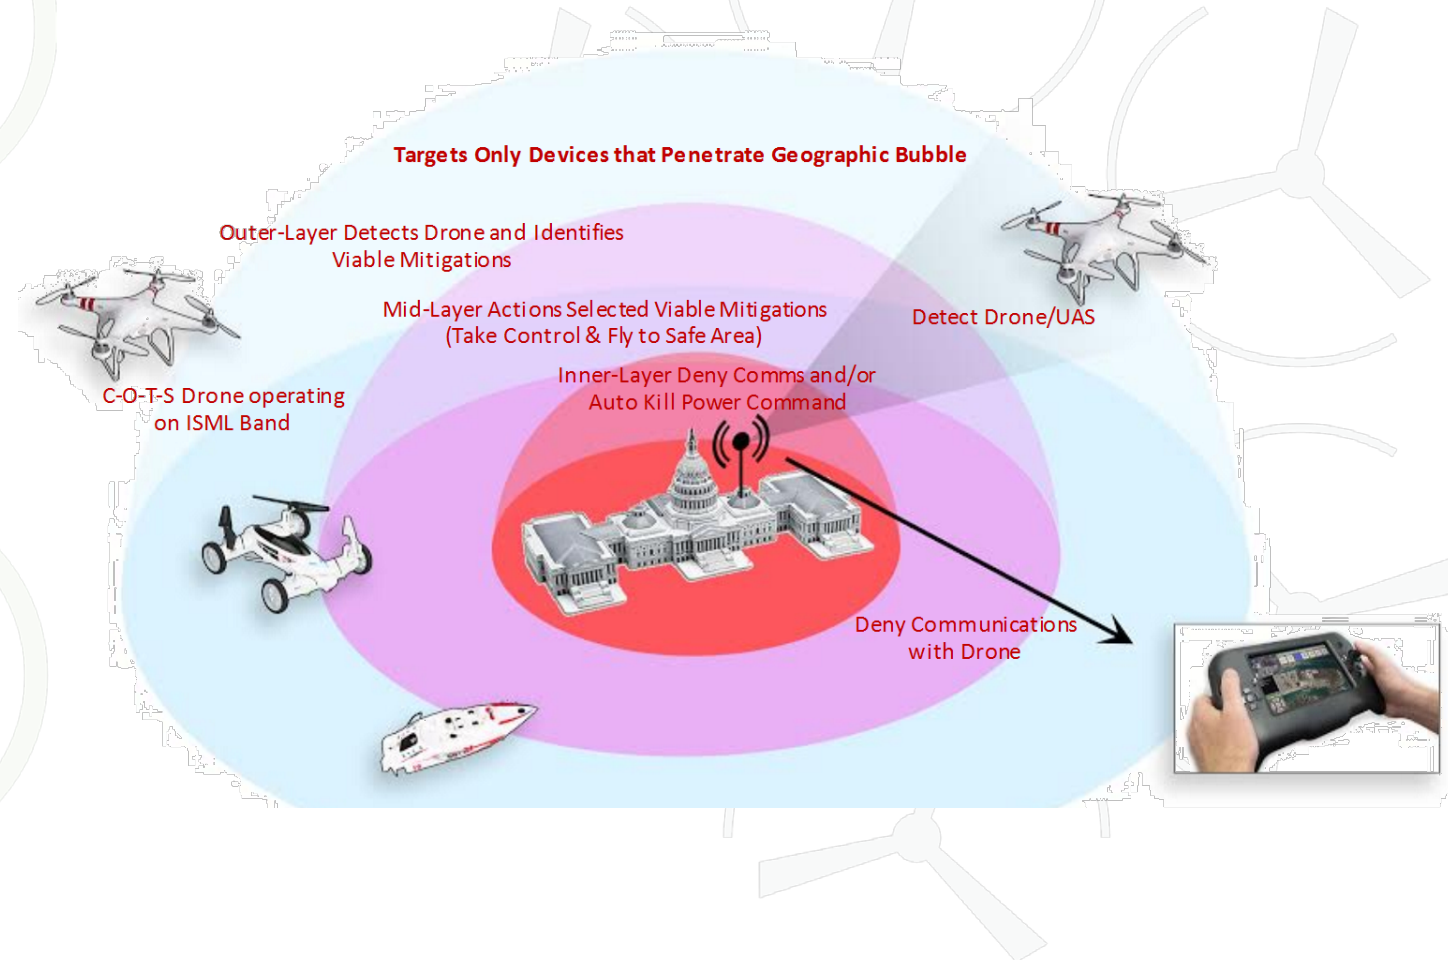 Targets Only Devices that Penetrate Geographic Bubble
Outer-Layer Detects Drone and Identifies
Viable Mitigations
Mid-Layer Actions Selected Viable Mitigations
(Take Control & Fly to Safe Area)
Detect Drone/UAS
Inner-Layer Deny Comms and/or
Auto Kill Power Command
C-O-T-S Drone operating
on ISML Band
Deny Communications
with Drone